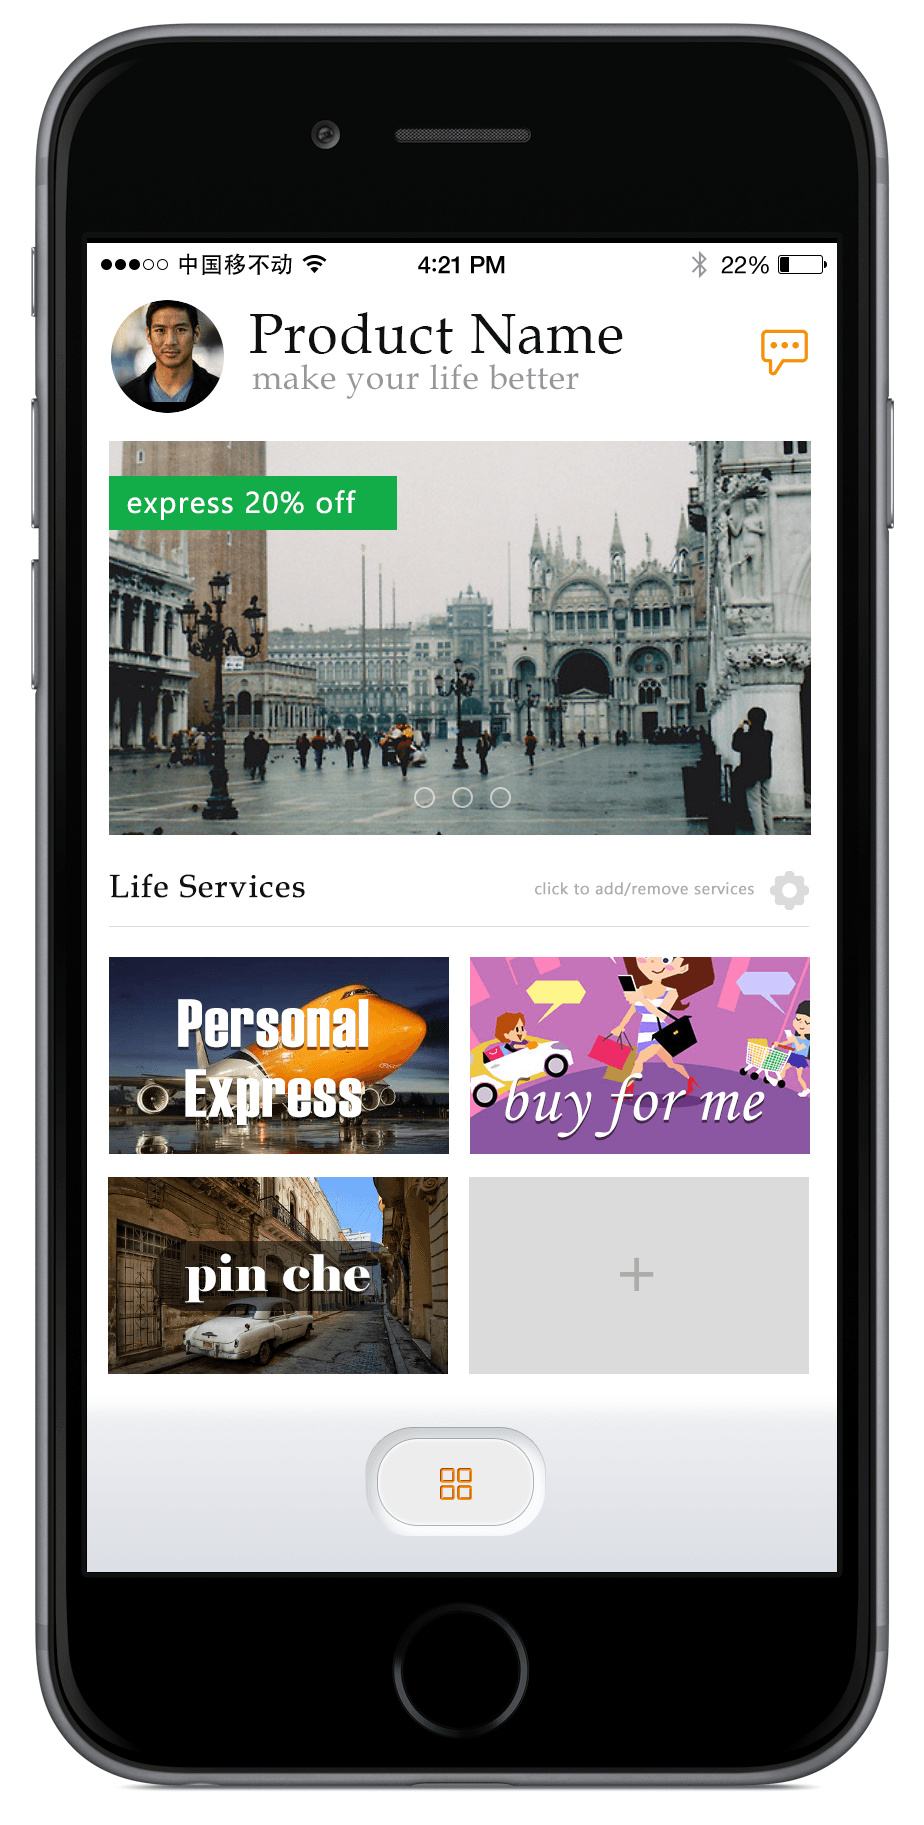 中国移不动 4:21 PM 22%
Product Name
make your life better
express 20% off
Life Services click to add/remove services
Personal
Express
buy for me
pin che